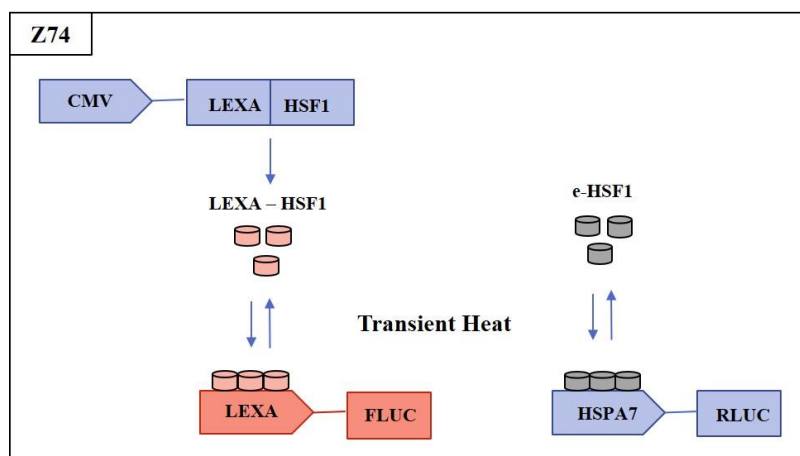 Z74
CMV
LEXA HSF1
LEXA – HSF1
e-HSF1
Transient Heat
LEXA
FLUC
HSPA7
RLUC